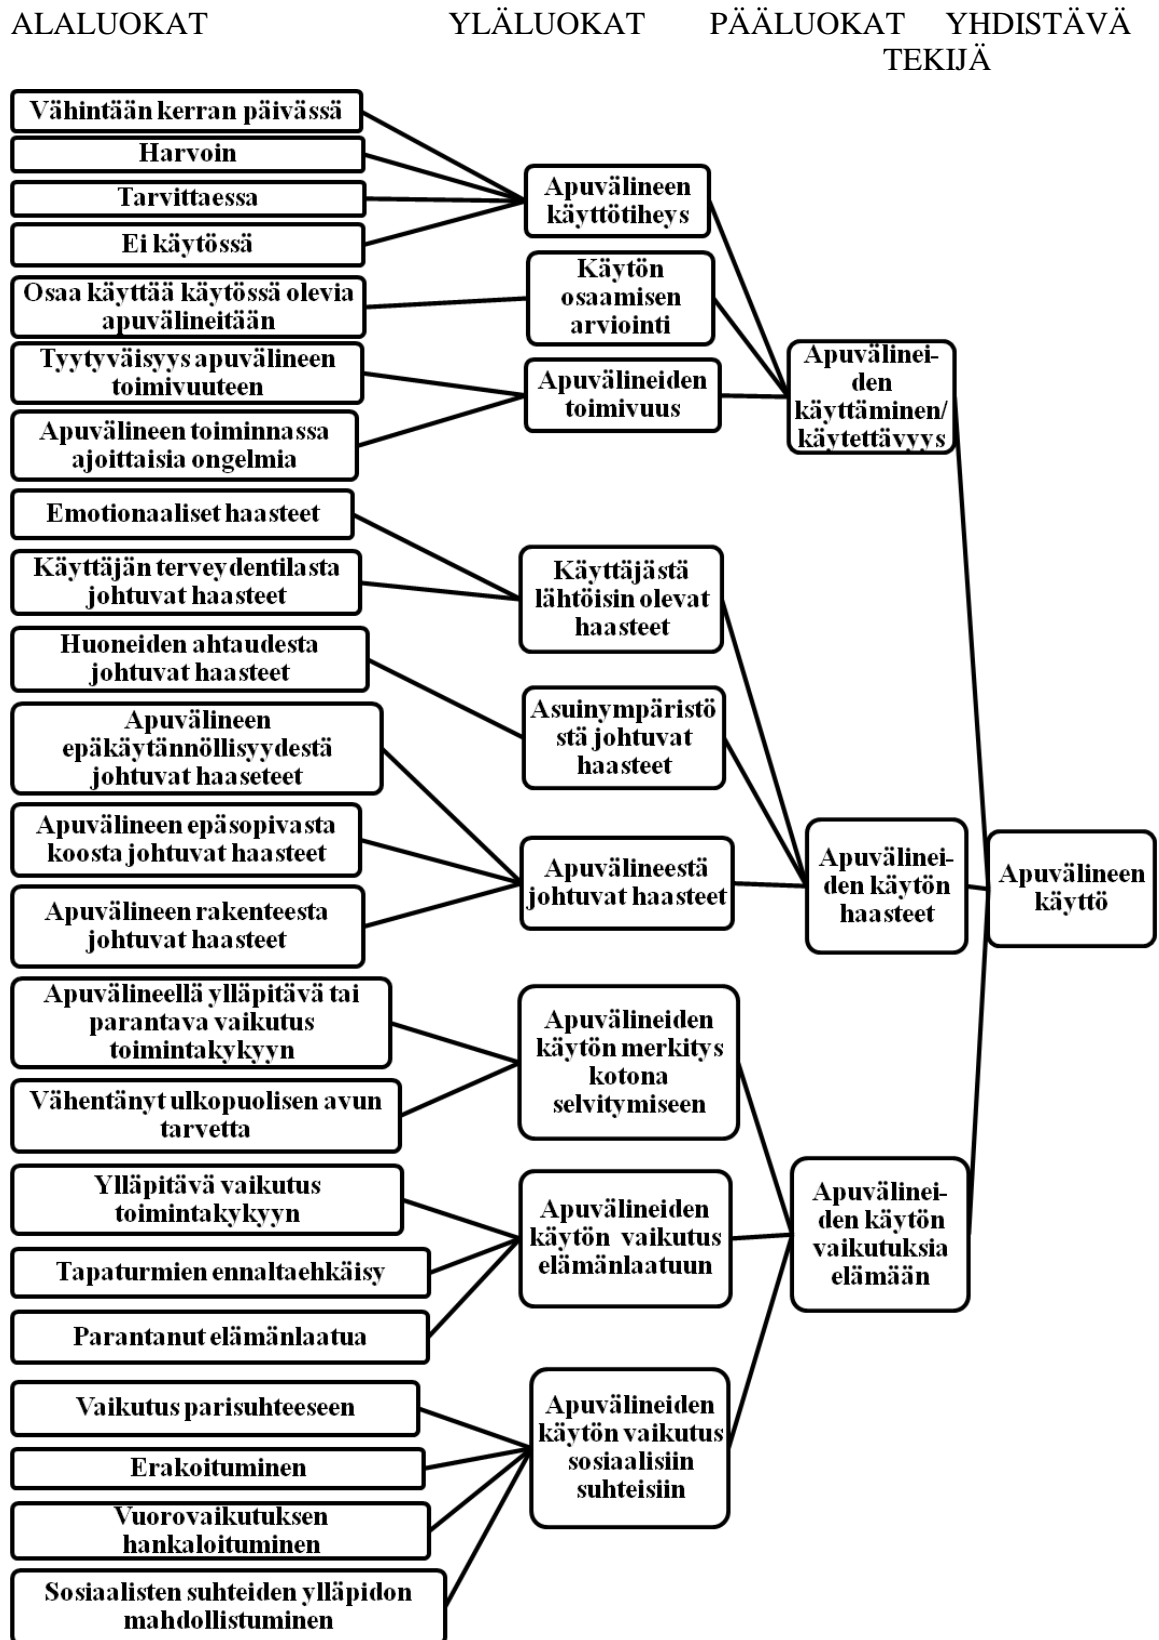 ALALUOKAT YLÄLUOKAT PÄÄLUOKAT YHDISTÄVÄ
TEKIJÄ
Vähintään kerran päivässä
Harvoin
Tarvittaessa
Ei käytössä
Osaa käyttää käytössä olevia
apuvälineitään
Tyytyväisyys apuvälineen
toimivuuteen
Apuvälineen toiminnassa
ajoittaisia ongelmia
Emotionaaliset haasteet
Käyttäjän terveydentilasta
johtuvat haasteet
Huoneiden ahtaudesta
johtuvat haasteet
Apuvälineen
epäkäytännöllisyydestä
johtuvat haaseteet
Apuvälineen epäsopivasta
koosta johtuvat haasteet
Apuvälineen rakenteesta
johtuvat haasteet
Apuvälineellä ylläpitävä tai
parantava vaikutus
toimintakykyyn
Vähentänyt ulkopuolisen avun
tarvetta
Ylläpitävä vaikutus
toimintakykyyn
Tapaturmien ennaltaehkäisy
Parantanut elämänlaatua
Vaikutus parisuhteeseen
Erakoituminen
Vuorovaikutuksen
hankaloituminen
Sosiaalisten suhteiden ylläpidon
mahdollistuminen
Apuvälineen
käyttötiheys
Käytön
osaamisen
arviointi
Apuvälineiden
toimivuus
Käyttäjästä
lähtöisin olevat
haasteet
Asuinympäristö
stä johtuvat
haasteet
Apuvälineestä
johtuvat haasteet
Apuvälineiden
käytön merkitys
kotona
selvitymiseen
Apuvälineiden
käytön vaikutus
elämänlaatuun
Apuvälineiden
käytön vaikutus
sosiaalisiin
suhteisiin
Apuvälinei-
den
käyttäminen/
käytettävyys
Apuvälinei-
den käytön
haasteet
Apuvälinei-
den käytön
vaikutuksia
elämään
Apuvälineen
käyttö